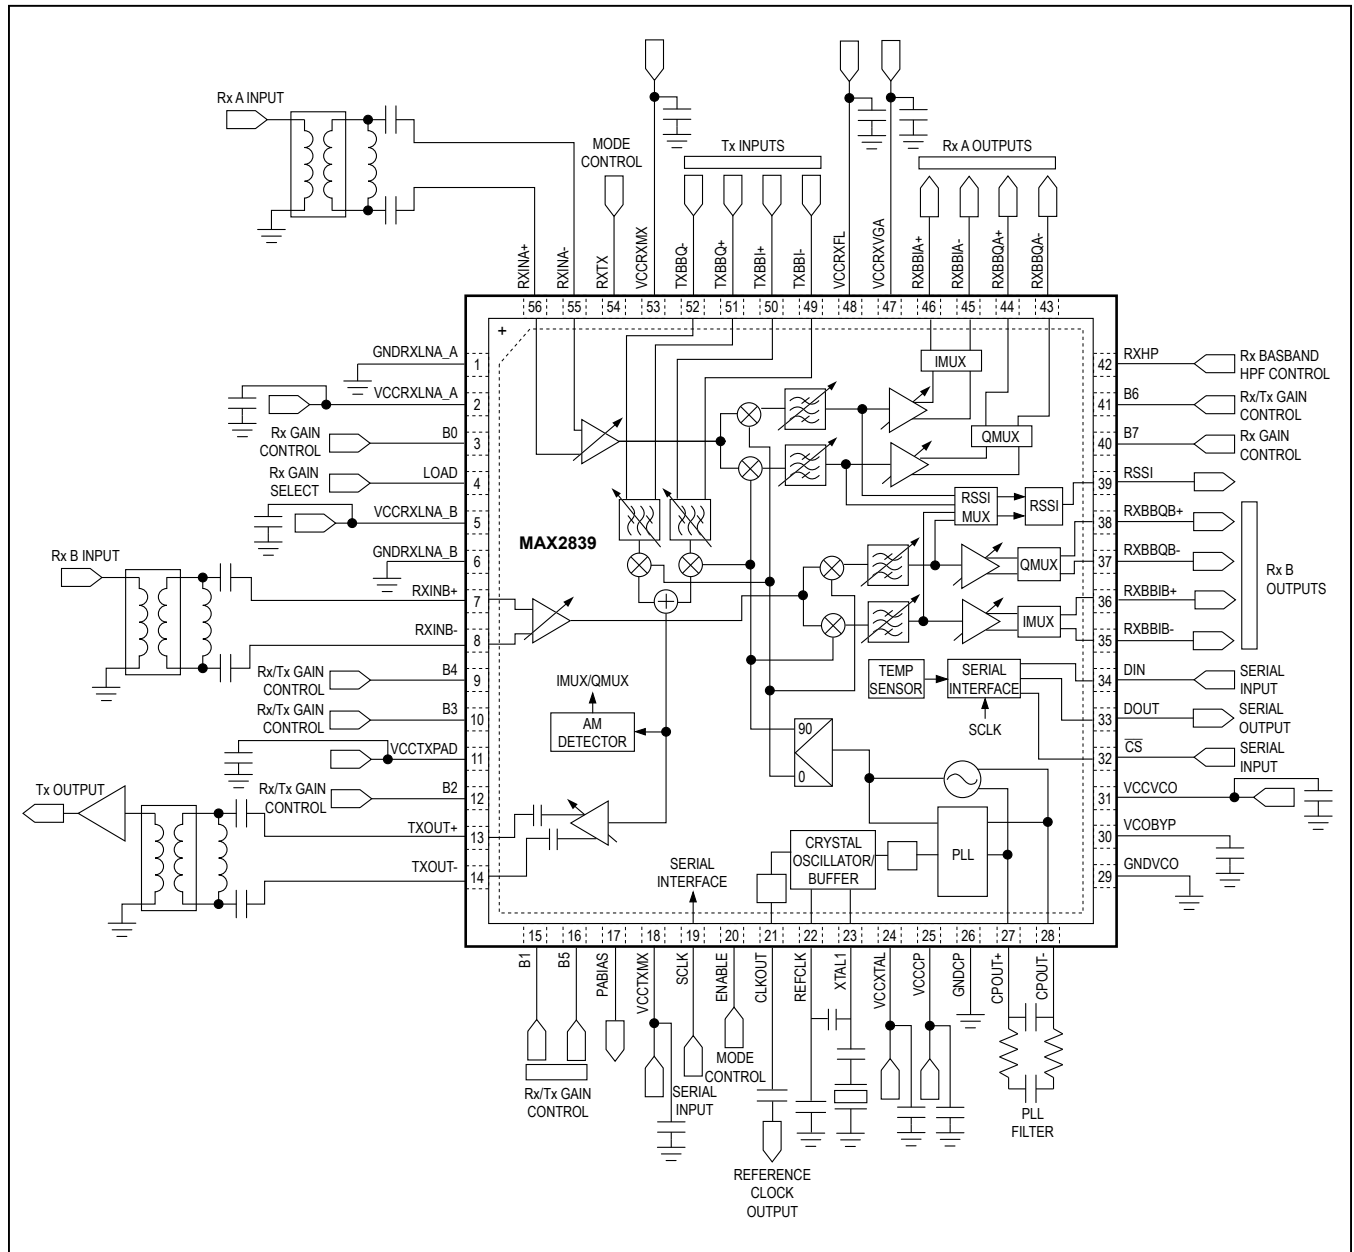 Rx A INPUT
MODE
CONTROL
Tx INPUTS
Rx A OUTPUTS
RXINA+
RXINA-
RXTX
VCCRXMX
TXBBQ-
TXBBQ+
TXBBI+
TXBBI-
VCCRXFL
VCCRXVGA
RXBBIA+
RXBBIA-
RXBBQA+
RXBBQA-
56
55
54
53
52
51
50
49
48
47
46
45
44
43
+
GNDRXLNA_A
1
VCCRXLNA_A
2
Rx GAIN
CONTROL
B0
3
Rx GAIN
SELECT
LOAD
4
VCCRXLNA_B
5
GNDRXLNA_B
6
Rx B INPUT
RXINB+
7
RXINB-
8
Rx/Tx GAIN
CONTROL
B4
9
Rx/Tx GAIN
CONTROL
B3
10
VCCTXPAD
11
Tx OUTPUT
Rx/Tx GAIN
CONTROL
B2
12
TXOUT+
13
TXOUT-
14
IMUX
QMUX
RSSI
MUX
RSSI
MAX2839
QMUX
IMUX
+
TEMP
SENSOR
SERIAL
INTERFACE
SCLK
IMUX/QMUX
AM
DETECTOR
90
0
CRYSTAL
OSCILLATOR/
BUFFER
PLL
SERIAL
INTERFACE
42
RXHP
Rx BASBAND
HPF CONTROL
41
B6
Rx/Tx GAIN
CONTROL
40
B7
Rx GAIN
CONTROL
39
RSSI
38
RXBBQB+
37
RXBBQB-
36
RXBBIB+
35
RXBBIB-
Rx B
OUTPUTS
34
DIN
SERIAL
INPUT
33
DOUT
SERIAL
OUTPUT
32
CS
SERIAL
INPUT
31
VCCVCO
30
VCOBYP
29
GNDVCO
15
16
17
18
19
20
21
22
23
24
25
26
27
28
B1
B5
PABIAS
VCCTXMX
SCLK
ENABLE
CLKOUT
REFCLK
XTAL1
VCCXTAL
VCCCP
GNDCP
CPOUT+
CPOUT-
Rx/Tx GAIN
CONTROL
SERIAL
INPUT
MODE
CONTROL
PLL
FILTER
REFERENCE
CLOCK
OUTPUT